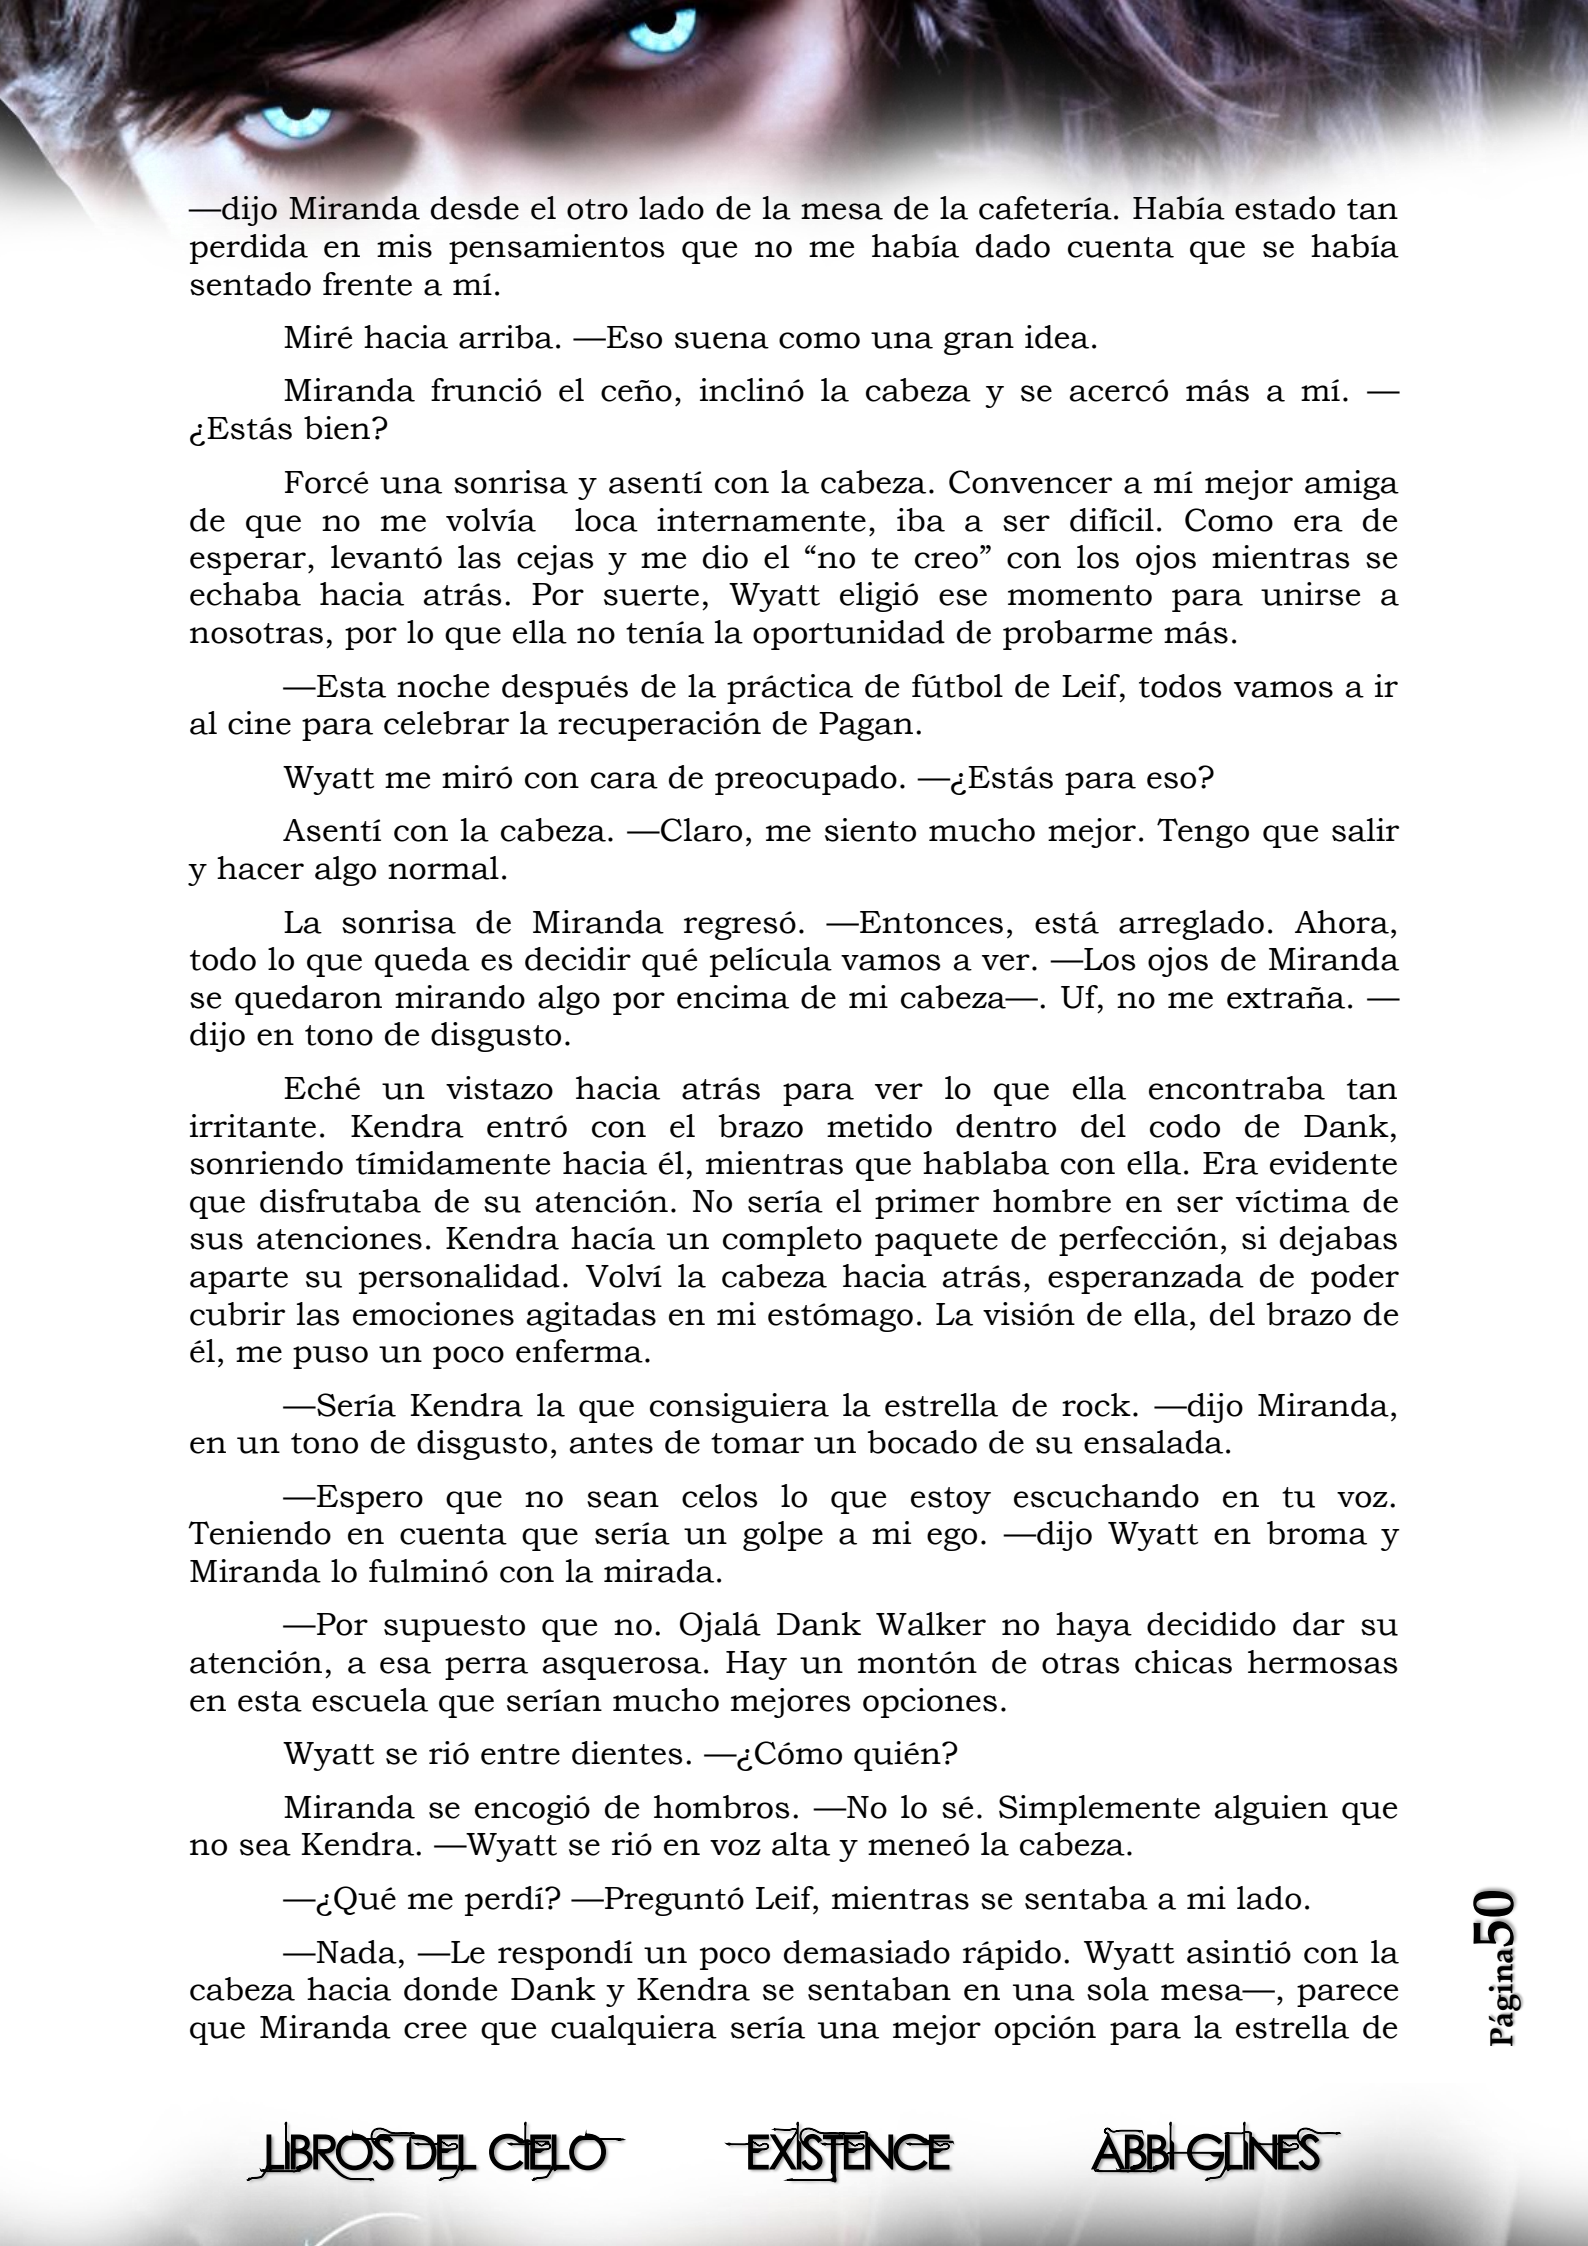 —dijo Miranda desde el otro lado de la mesa de la cafetería. Había estado tan
perdida en mis pensamientos que no me había dado cuenta que se había
sentado frente a mí.
Miré hacia arriba. —Eso suena como una gran idea.
Miranda frunció el ceño, inclinó la cabeza y se acercó más a mí. —
¿Estás bien?
Forcé una sonrisa y asentí con la cabeza. Convencer a mí mejor amiga
de que no me volvía loca internamente, iba a ser difícil. Como era de
esperar, levantó las cejas y me dio el “no te creo” con los ojos mientras se
echaba hacia atrás. Por suerte, Wyatt eligió ese momento para unirse a
nosotras, por lo que ella no tenía la oportunidad de probarme más.
—Esta noche después de la práctica de fútbol de Leif, todos vamos a ir
al cine para celebrar la recuperación de Pagan.
Wyatt me miró con cara de preocupado. —¿Estás para eso?
Asentí con la cabeza. —Claro, me siento mucho mejor. Tengo que salir
y hacer algo normal.
La sonrisa de Miranda regresó. —Entonces, está arreglado. Ahora,
todo lo que queda es decidir qué película vamos a ver. —Los ojos de Miranda
se quedaron mirando algo por encima de mi cabeza—. Uf, no me extraña. —
dijo en tono de disgusto.
Eché un vistazo hacia atrás para ver lo que ella encontraba tan
irritante. Kendra entró con el brazo metido dentro del codo de Dank,
sonriendo tímidamente hacia él, mientras que hablaba con ella. Era evidente
que disfrutaba de su atención. No sería el primer hombre en ser víctima de
sus atenciones. Kendra hacía un completo paquete de perfección, si dejabas
aparte su personalidad. Volví la cabeza hacia atrás, esperanzada de poder
cubrir las emociones agitadas en mi estómago. La visión de ella, del brazo de
él, me puso un poco enferma.
—Sería Kendra la que consiguiera la estrella de rock. —dijo Miranda,
en un tono de disgusto, antes de tomar un bocado de su ensalada.
—Espero que no sean celos lo que estoy escuchando en tu voz.
Teniendo en cuenta que sería un golpe a mi ego. —dijo Wyatt en broma y
Miranda lo fulminó con la mirada.
—Por supuesto que no. Ojalá Dank Walker no haya decidido dar su
atención, a esa perra asquerosa. Hay un montón de otras chicas hermosas
en esta escuela que serían mucho mejores opciones.
Wyatt se rió entre dientes. —¿Cómo quién?
Miranda se encogió de hombros. —No lo sé. Simplemente alguien que
no sea Kendra. —Wyatt se rió en voz alta y meneó la cabeza.
—¿Qué me perdí? —Preguntó Leif, mientras se sentaba a mi lado.
—Nada, —Le respondí un poco demasiado rápido. Wyatt asintió con la
cabeza hacia donde Dank y Kendra se sentaban en una sola mesa—, parece
que Miranda cree que cualquiera sería una mejor opción para la estrella de
Página50
LIBROS DEL CIELO EXISTENCE ABBI GLINES